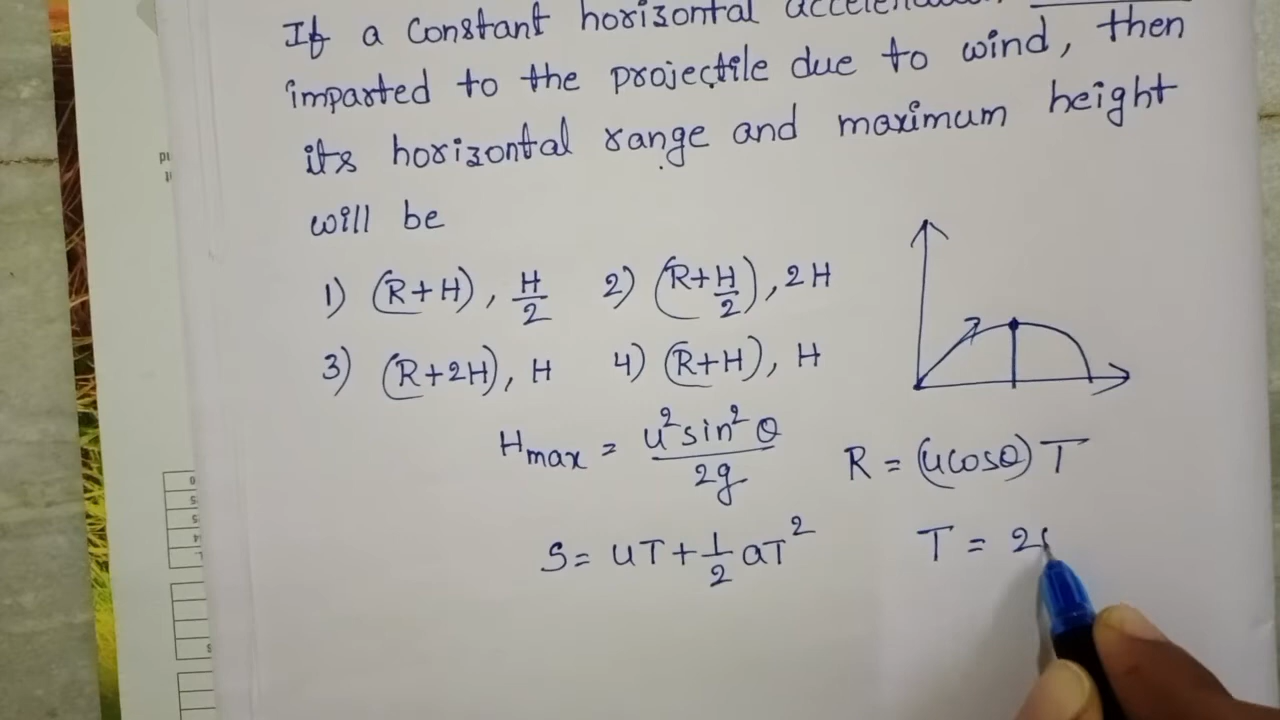 If a constant horizontal
imparted to the projectile due to wind, then
its horizontal range and maximum height
will be
1) (R+H), H/2 2) (R+H/2), 2H
3) (R+2H), H 4) (R+H), H
Hmax = u²sin²θ/2g R = (ucosθ) T
S = uT + 1/2 aT² T = 2